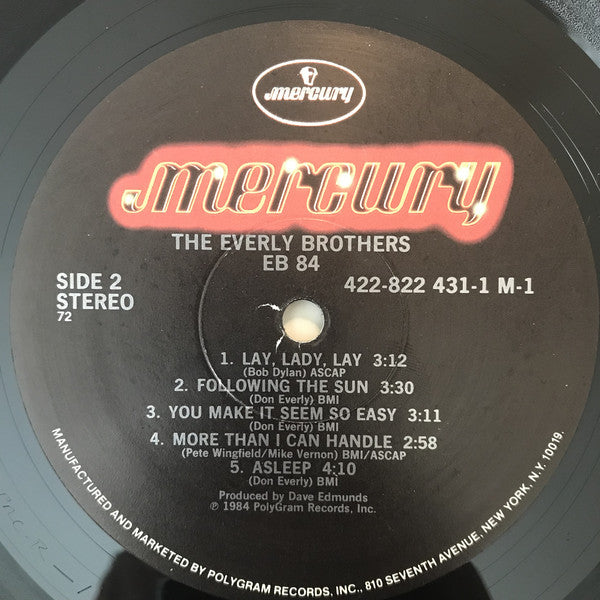 mercury
mercury
THE EVERLY BROTHERS
EB 84
SIDE 2
STEREO
72
422-822 431-1 M-1
1. LAY, LADY, LAY 3:12
(Bob Dylan) ASCAP
2. FOLLOWING THE SUN 3:30
(Don Everly) BMI
3. YOU MAKE IT SEEM SO EASY 3:11
(Don Everly) BMI
4. MORE THAN I CAN HANDLE 2:58
(Pete Wingfield/Mike Vernon) BMI/ASCAP
5. ASLEEP 4:10
(Don Everly) BMI
Produced by Dave Edmunds
℗ 1984 PolyGram Records, Inc.
MANUFACTURED AND MARKETED BY POLYGRAM RECORDS, INC., 810 SEVENTH AVENUE, NEW YORK, N.Y. 10019.